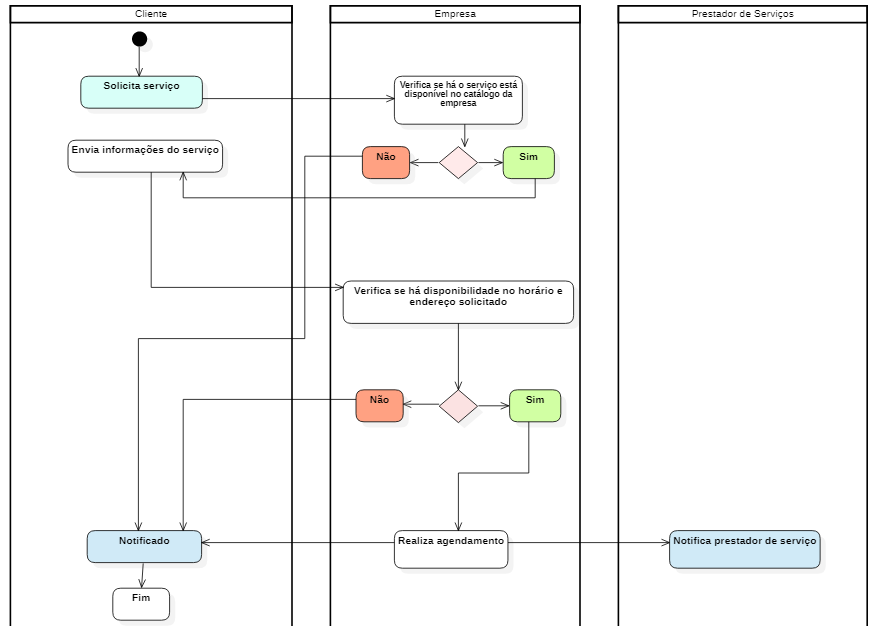 Cliente
Empresa
Prestador de Serviços
Solicita serviço
Verifica se há o serviço está
disponível no catálogo da
empresa
Envia informações do serviço
Não
Sim
Verifica se há disponibilidade no horário e
endereço solicitado
Não
Sim
Notificado
Realiza agendamento
Notifica prestador de serviço
Fim